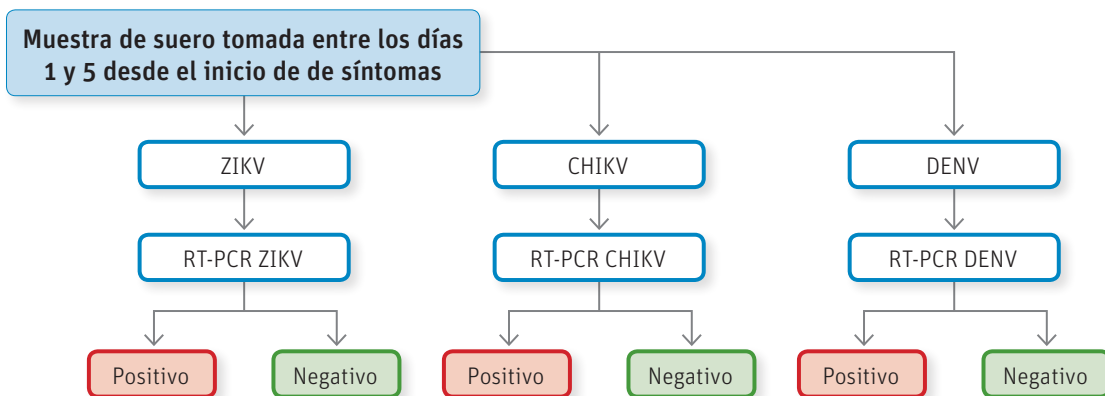 Muestra de suero tomada entre los días
1 y 5 desde el inicio de de síntomas
ZIKV
CHIKV
DENV
RT-PCR ZIKV
RT-PCR CHIKV
RT-PCR DENV
Positivo
Negativo
Positivo
Negativo
Positivo
Negativo